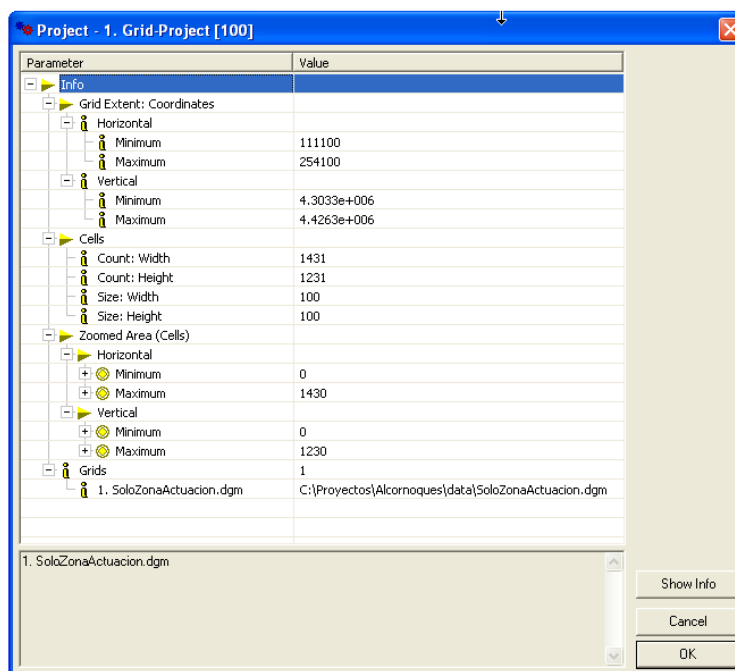 Project - 1. Grid-Project [100]
Parameter Value
Info
Grid Extent: Coordinates
Horizontal
Minimum 111100
Maximum 254100
Vertical
Minimum 4.3033e+006
Maximum 4.4263e+006
Cells
Count: Width 1431
Count: Height 1231
Size: Width 100
Size: Height 100
Zoomed Area (Cells)
Horizontal
Minimum 0
Maximum 1430
Vertical
Minimum 0
Maximum 1230
Grids 1
1. SoloZonaActuacion.dgm C:\Proyectos\Alcornoques\data\SoloZonaActuacion.dgm
1. SoloZonaActuacion.dgm
Show Info
Cancel
OK